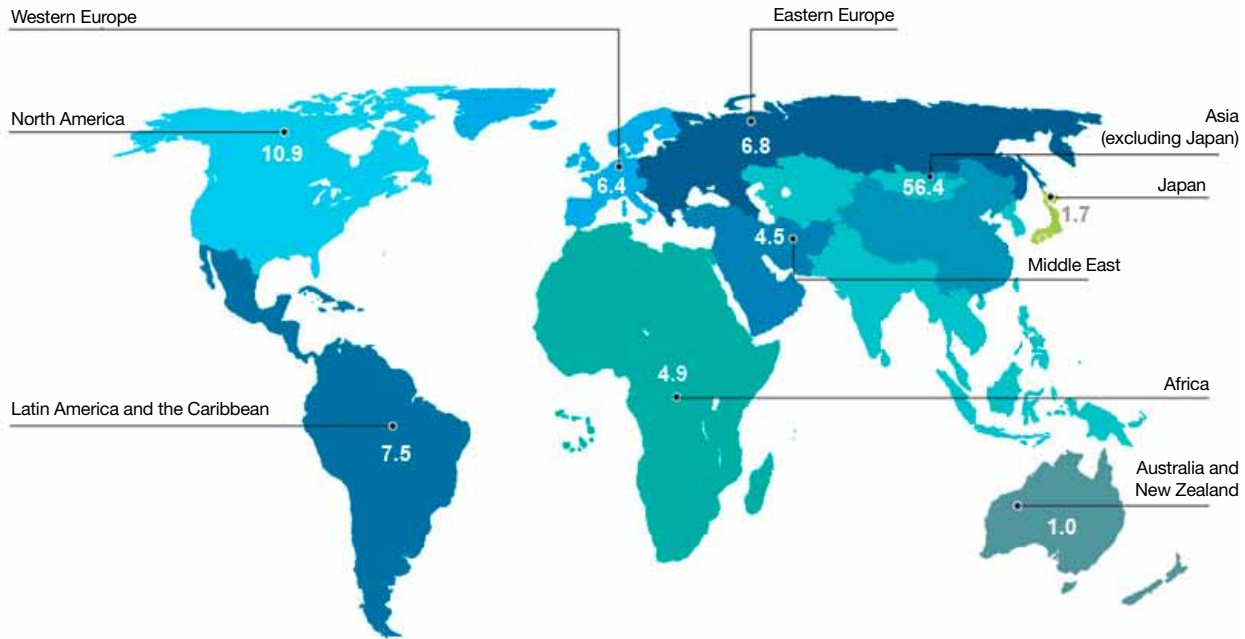 Western Europe
Eastern Europe
North America
10.9
6.8
Asia
(excluding Japan)
6.4
56.4
Japan
1.7
4.5
Middle East
4.9
Africa
Latin America and the Caribbean
7.5
Australia and
New Zealand
1.0